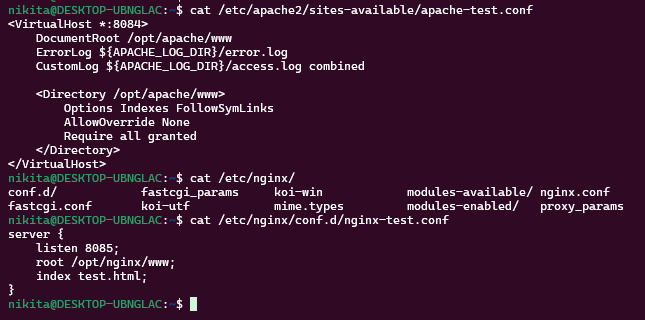 nikita@DESKTOP-UBNGLAC:~$ cat /etc/apache2/sites-available/apache-test.conf
<VirtualHost *:8084>
    DocumentRoot /opt/apache/www
    ErrorLog ${APACHE_LOG_DIR}/error.log
    CustomLog ${APACHE_LOG_DIR}/access.log combined

    <Directory /opt/apache/www>
        Options Indexes FollowSymLinks
        AllowOverride None
        Require all granted
    </Directory>
</VirtualHost>
nikita@DESKTOP-UBNGLAC:~$ cat /etc/nginx/
conf.d/            fastcgi_params     koi-win            modules-available/ nginx.conf
fastcgi.conf       koi-utf            mime.types         modules-enabled/   proxy_params
nikita@DESKTOP-UBNGLAC:~$ cat /etc/nginx/conf.d/nginx-test.conf
server {
    listen 8085;
    root /opt/nginx/www;
    index test.html;
}
nikita@DESKTOP-UBNGLAC:~$